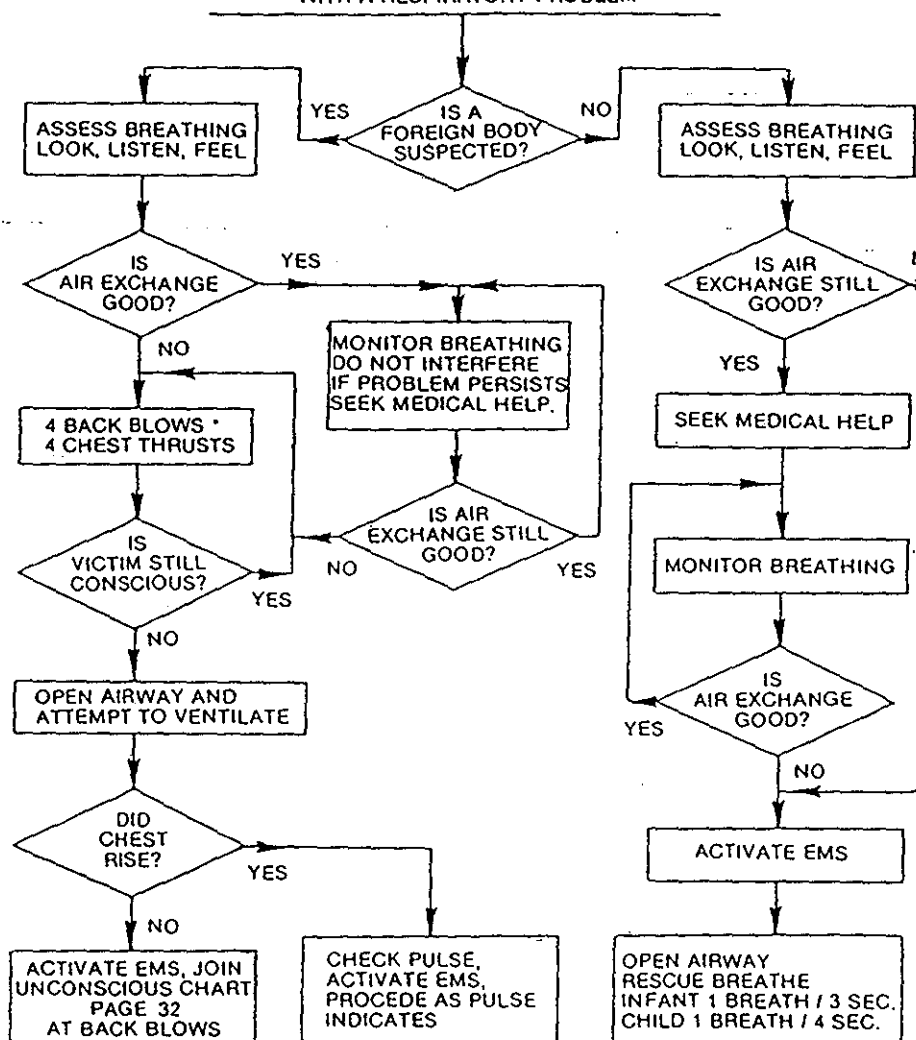 YES
IS A
FOREIGN BODY
SUSPECTED?
NO
ASSESS BREATHING
LOOK, LISTEN, FEEL
ASSESS BREATHING
LOOK, LISTEN, FEEL
IS
AIR EXCHANGE
GOOD?
YES
NO
MONITOR BREATHING
DO NOT INTERFERE
IF PROBLEM PERSISTS
SEEK MEDICAL HELP.
IS AIR
EXCHANGE STILL
GOOD?
YES
4 BACK BLOWS *
4 CHEST THRUSTS
SEEK MEDICAL HELP
IS
VICTIM STILL
CONSCIOUS?
YES
NO
IS AIR
EXCHANGE STILL
GOOD?
NO
YES
MONITOR BREATHING
OPEN AIRWAY AND
ATTEMPT TO VENTILATE
IS
AIR EXCHANGE
GOOD?
YES
NO
DID
CHEST
RISE?
YES
NO
ACTIVATE EMS
ACTIVATE EMS, JOIN
UNCONSCIOUS CHART
PAGE 32
AT BACK BLOWS
CHECK PULSE,
ACTIVATE EMS,
PROCEDE AS PULSE
INDICATES
OPEN AIRWAY
RESCUE BREATHE
INFANT 1 BREATH / 3 SEC.
CHILD 1 BREATH / 4 SEC.